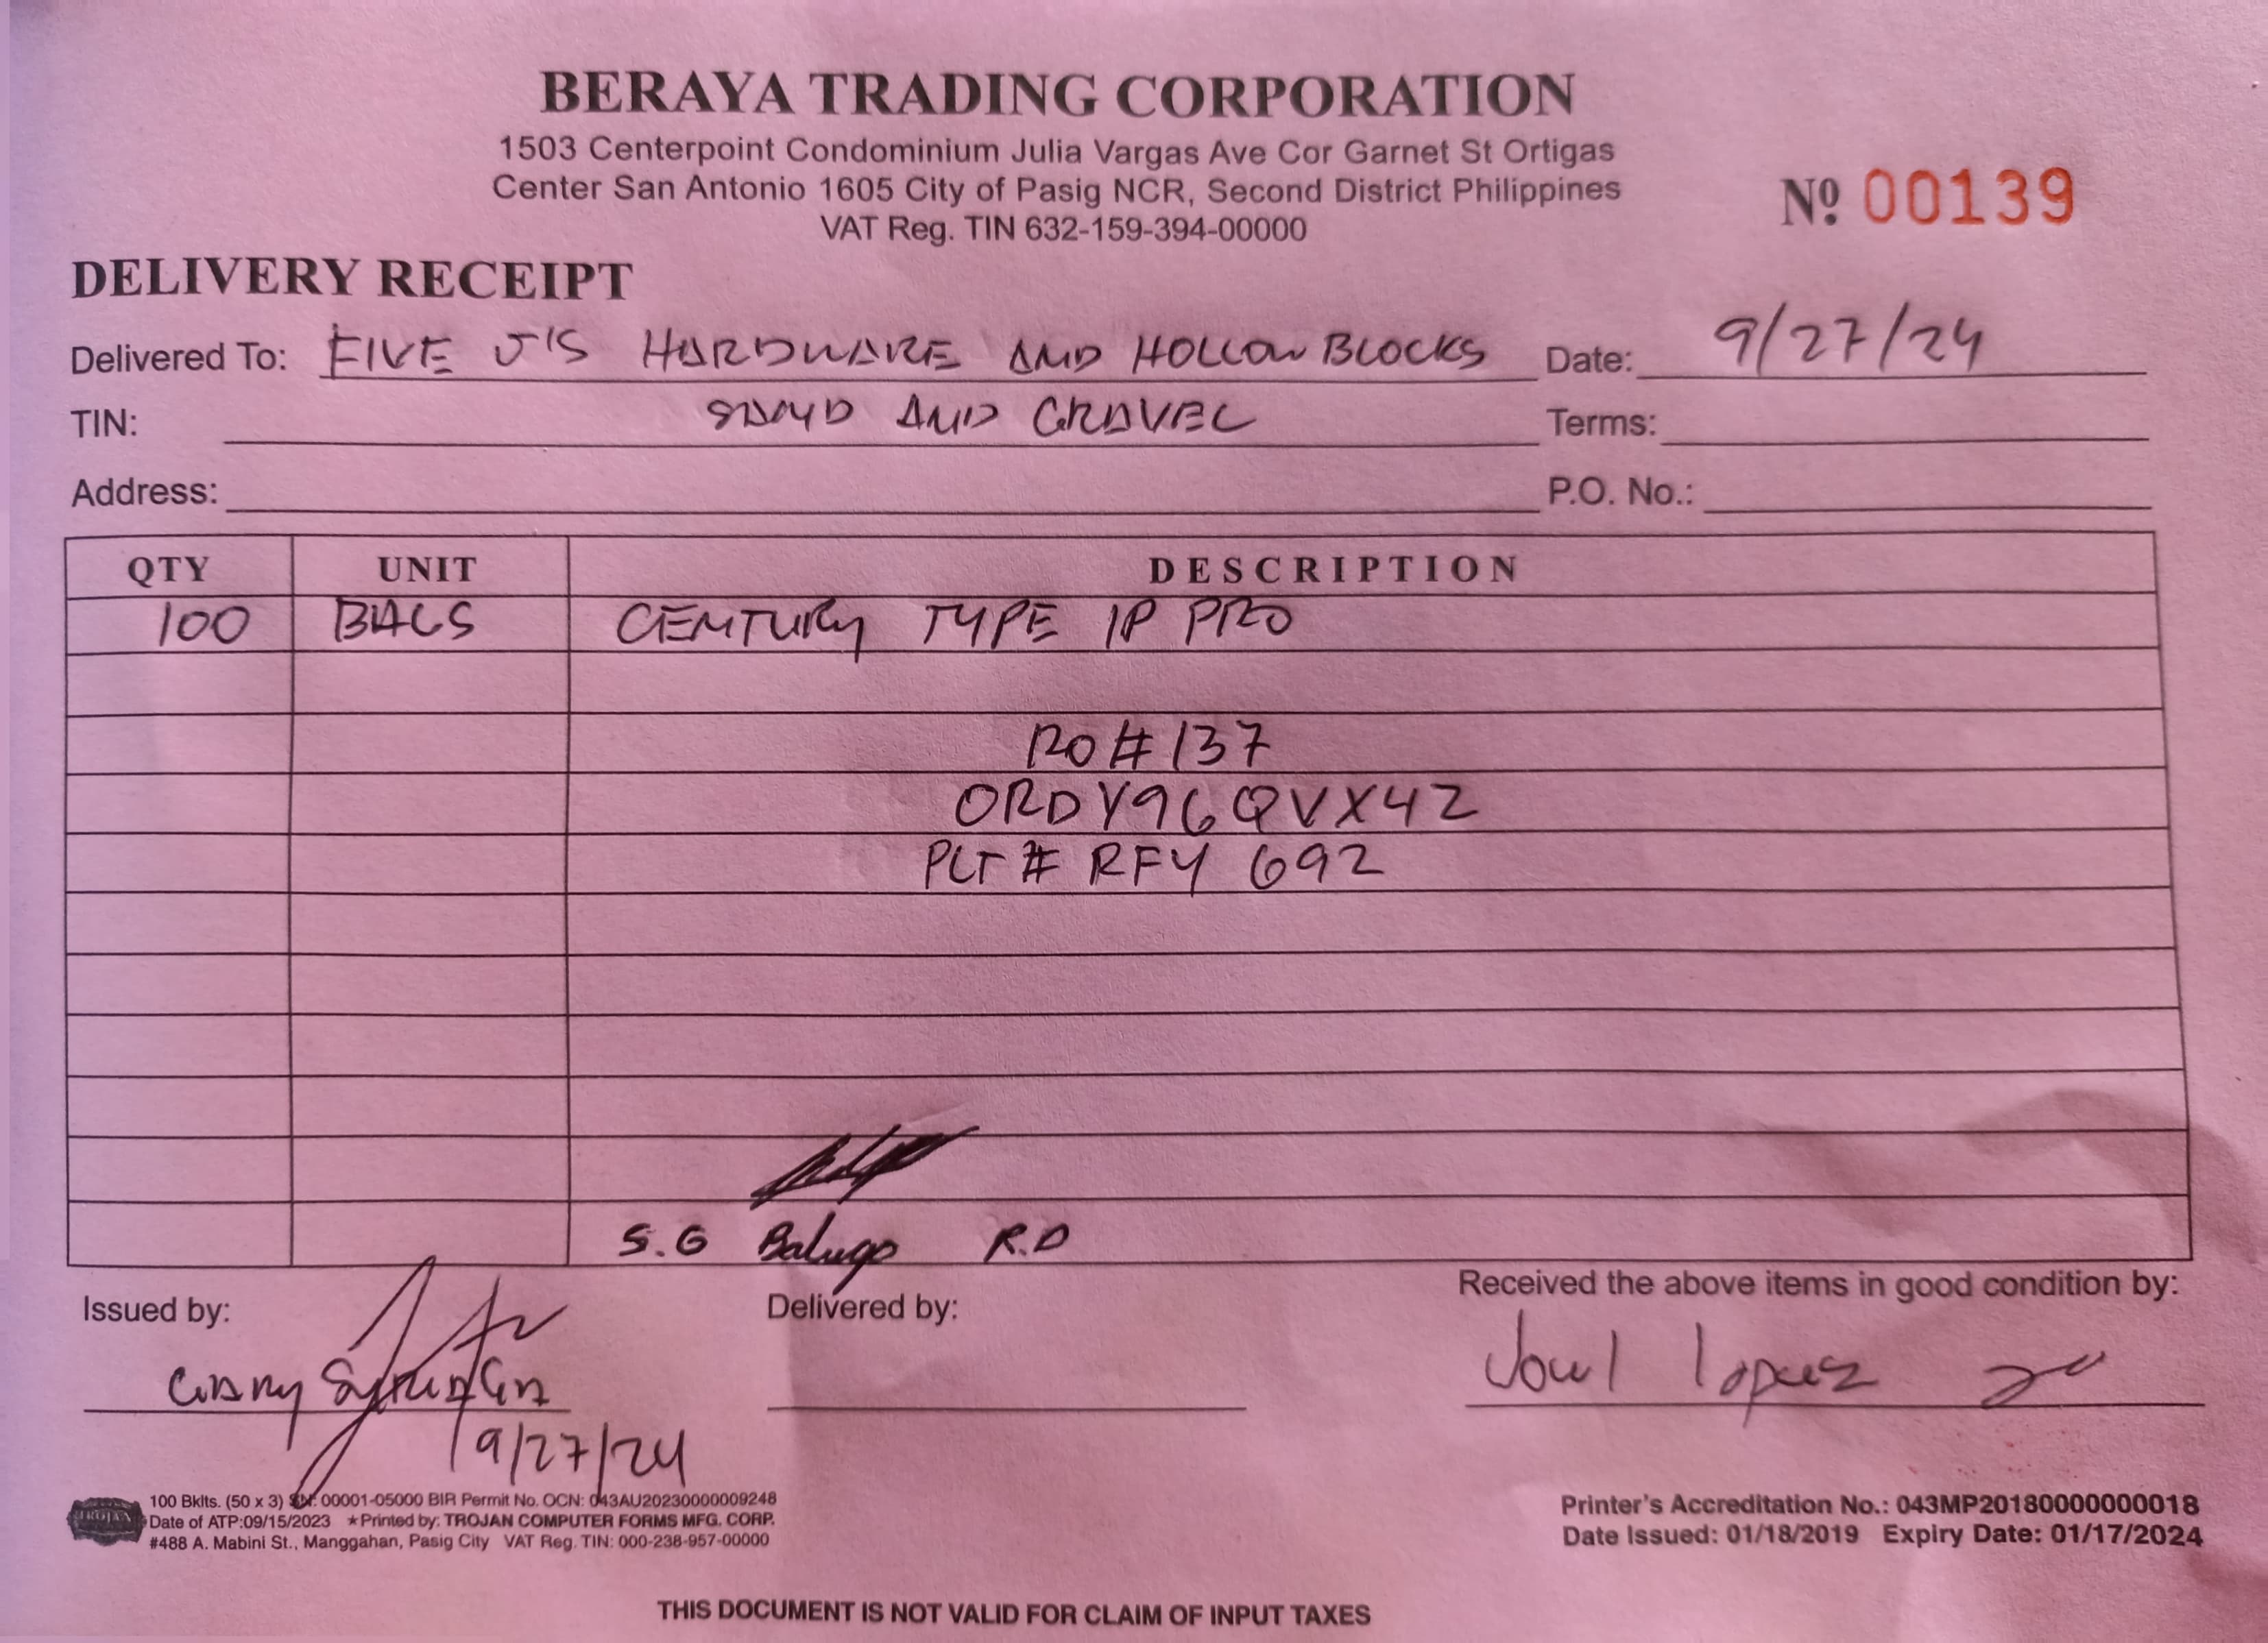 BERAYA TRADING CORPORATION
1503 Centerpoint Condominium Julia Vargas Ave Cor Garnet St Ortigas
Center San Antonio 1605 City of Pasig NCR, Second District Philippines
VAT Reg. TIN 632-159-394-00000
Nº 00139
DELIVERY RECEIPT
Delivered To: FIVE J'S HARDWARE AND HOLLOW BLOCKS Date: 9/27/24
TIN: SAND AND GRAVEL Terms:
Address: P.O. No.:
QTY UNIT DESCRIPTION
100 BAGS CENTURY TYPE 1P PRO
RO # 137
ORDY96QVX42
PLT # RFY 692
S.G Balugo R.D
Issued by: Delivered by: Received the above items in good condition by:
Lopez
9/27/24
100 Bklts. (50 x 3) SN: 00001-05000 BIR Permit No. OCN: 043AU20230000009248
Date of ATP:09/15/2023 ★Printed by: TROJAN COMPUTER FORMS MFG. CORP.
#488 A. Mabini St., Manggahan, Pasig City VAT Reg. TIN: 000-238-957-00000
TROJAN
Printer's Accreditation No.: 043MP20180000000018
Date Issued: 01/18/2019 Expiry Date: 01/17/2024
THIS DOCUMENT IS NOT VALID FOR CLAIM OF INPUT TAXES